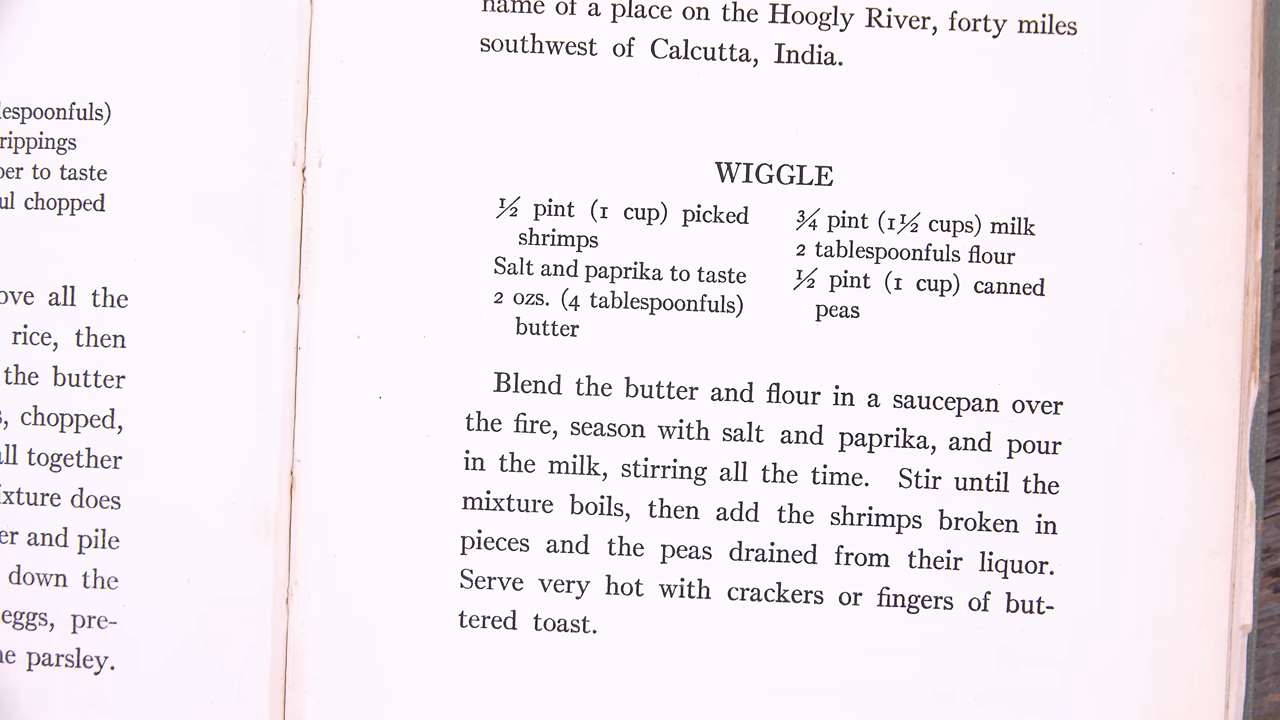 lespoonfuls)
rippings
per to taste
ul chopped
ove all the
rice, then
the butter
, chopped,
all together
ixture does
er and pile
down the
eggs, pre-
he parsley.
name of a place on the Hoogly River, forty miles
southwest of Calcutta, India.
WIGGLE
½ pint (1 cup) picked
shrimps
Salt and paprika to taste
2 ozs. (4 tablespoonfuls)
butter
¾ pint (1½ cups) milk
2 tablespoonfuls flour
½ pint (1 cup) canned
peas
Blend the butter and flour in a saucepan over
the fire, season with salt and paprika, and pour
in the milk, stirring all the time. Stir until the
mixture boils, then add the shrimps broken in
pieces and the peas drained from their liquor.
Serve very hot with crackers or fingers of but-
tered toast.